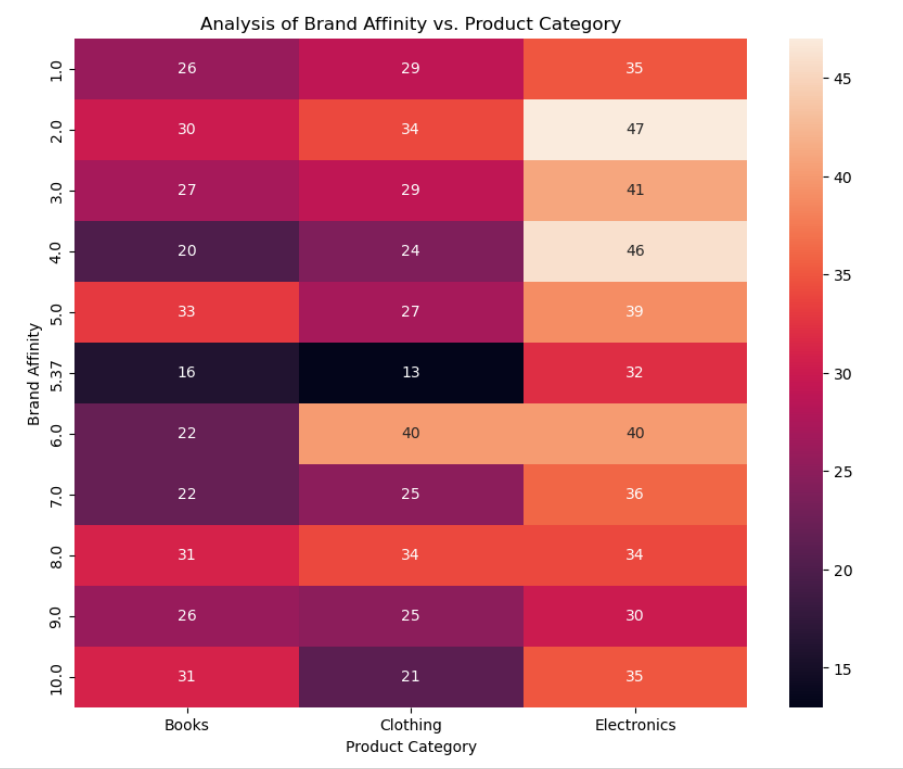 Analysis of Brand Affinity vs. Product Category
1.0 26 29 35
2.0 30 34 47
3.0 27 29 41
4.0 20 24 46
5.0 33 27 39
5.37 16 13 32
6.0 22 40 40
7.0 22 25 36
8.0 31 34 34
9.0 26 25 30
10.0 31 21 35
Brand Affinity
Books Clothing Electronics
Product Category
45
40
35
30
25
20
15